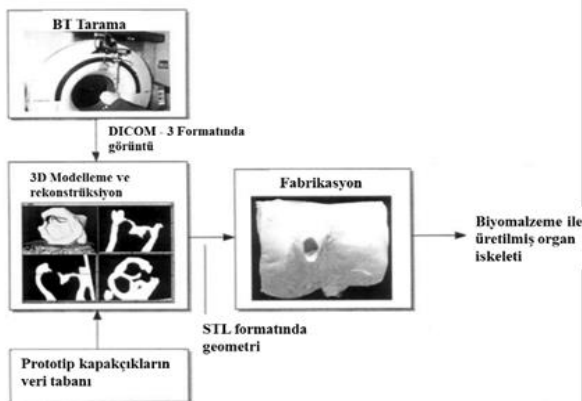 BT Tarama
DICOM - 3 Formatında
görüntü
3D Modelleme ve
rekonstrüksiyon
Fabrikasyon
Biyomalzeme ile
üretilmiş organ
iskeleti
STL formatında
geometri
Prototip kapakçıkların
veri tabanı